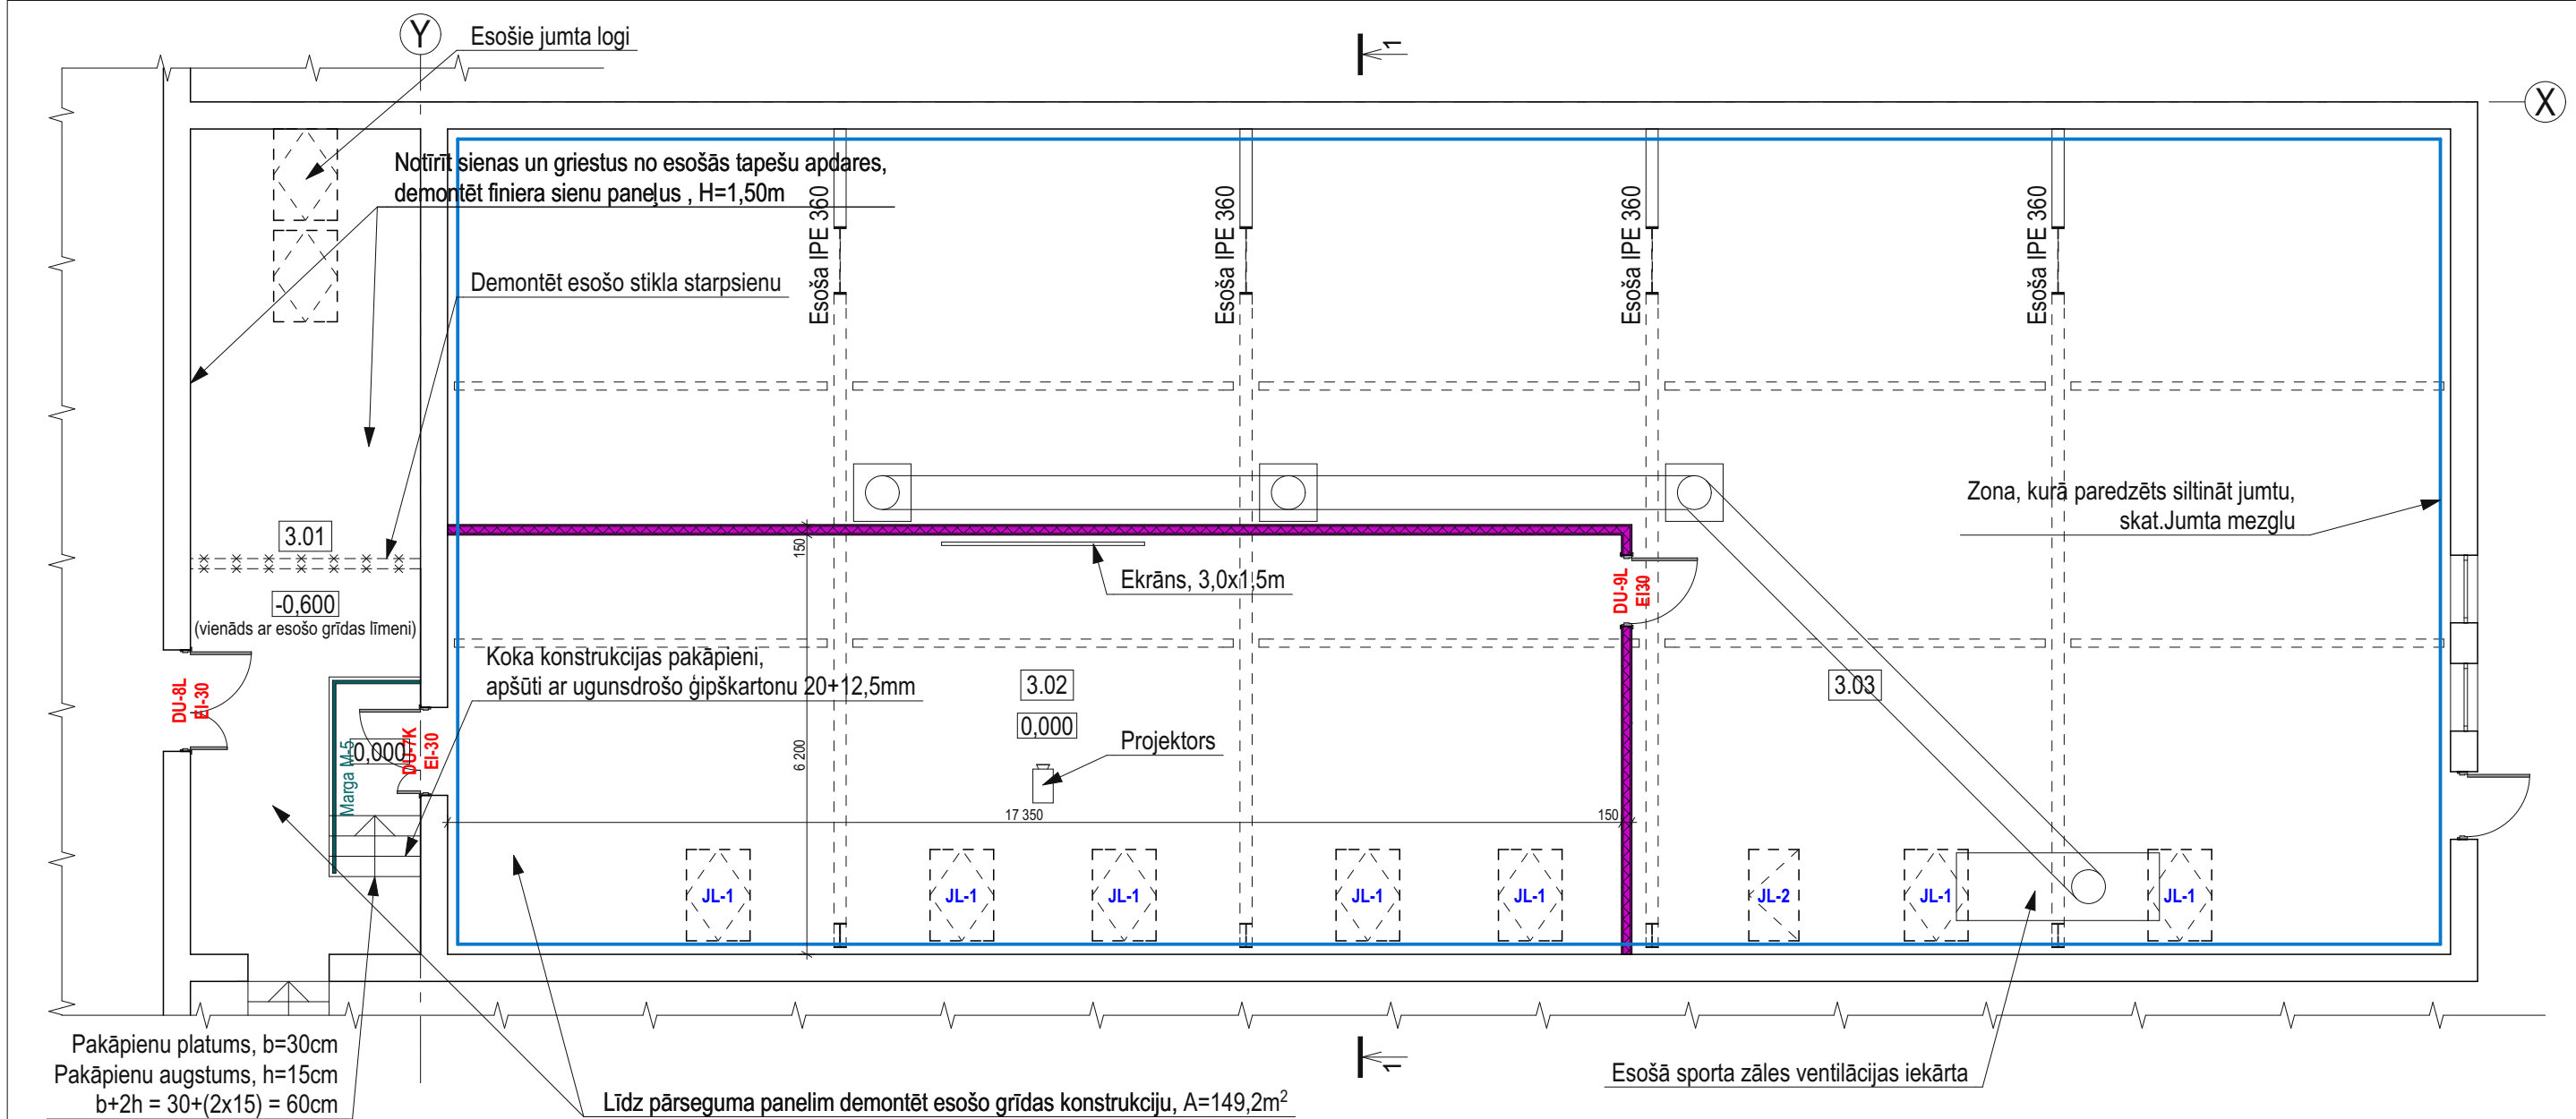 Y
Esošie jumta logi
1
X
Notīrīt sienas un griestus no esošās tapešu apdares,
demontēt finiera sienu paneļus , H=1,50m
Esoša IPE 360
Esoša IPE 360
Esoša IPE 360
Esoša IPE 360
Demontēt esošo stikla starpsienu
Zona, kurā paredzēts siltināt jumtu,
skat.Jumta mezglu
3.01
150
Ekrāns, 3,0x1,5m
DU-9L
EI30
-0,600
(vienāds ar esošo grīdas līmeni)
Koka konstrukcijas pakāpieni,
apšūti ar ugunsdrošo ģipškartonu 20+12,5mm
3.02
3.03
DU-8L
EI-30
0,000
Marga M-5
0,000
DU-7K
EI-30
6 200
Projektors
17 350
150
JL-1
JL-1
JL-1
JL-1
JL-1
JL-2
JL-1
JL-1
Pakāpienu platums, b=30cm
Pakāpienu augstums, h=15cm
b+2h = 30+(2x15) = 60cm
1
Esošā sporta zāles ventilācijas iekārta
Līdz pārseguma panelim demontēt esošo grīdas konstrukciju, A=149,2m²